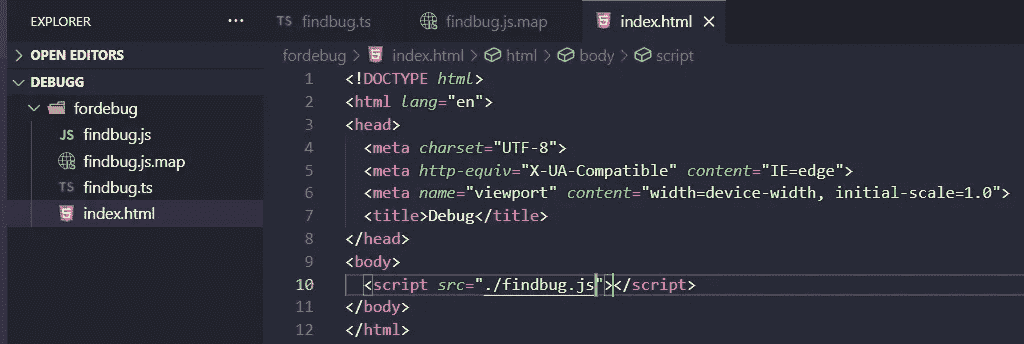 EXPLORER
...
OPEN EDITORS
DEBUGG
fordebug
JS findbug.js
findbug.js.map
TS findbug.ts
index.html
TS findbug.ts findbug.js.map index.html
fordebug > index.html > html > body > script
1 <!DOCTYPE html>
2 <html lang="en">
3 <head>
4 <meta charset="UTF-8">
5 <meta http-equiv="X-UA-Compatible" content="IE=edge">
6 <meta name="viewport" content="width=device-width, initial-scale=1.0">
7 <title>Debug</title>
8 </head>
9 <body>
10 <script src="./findbug.js"></script>
11 </body>
12 </html>